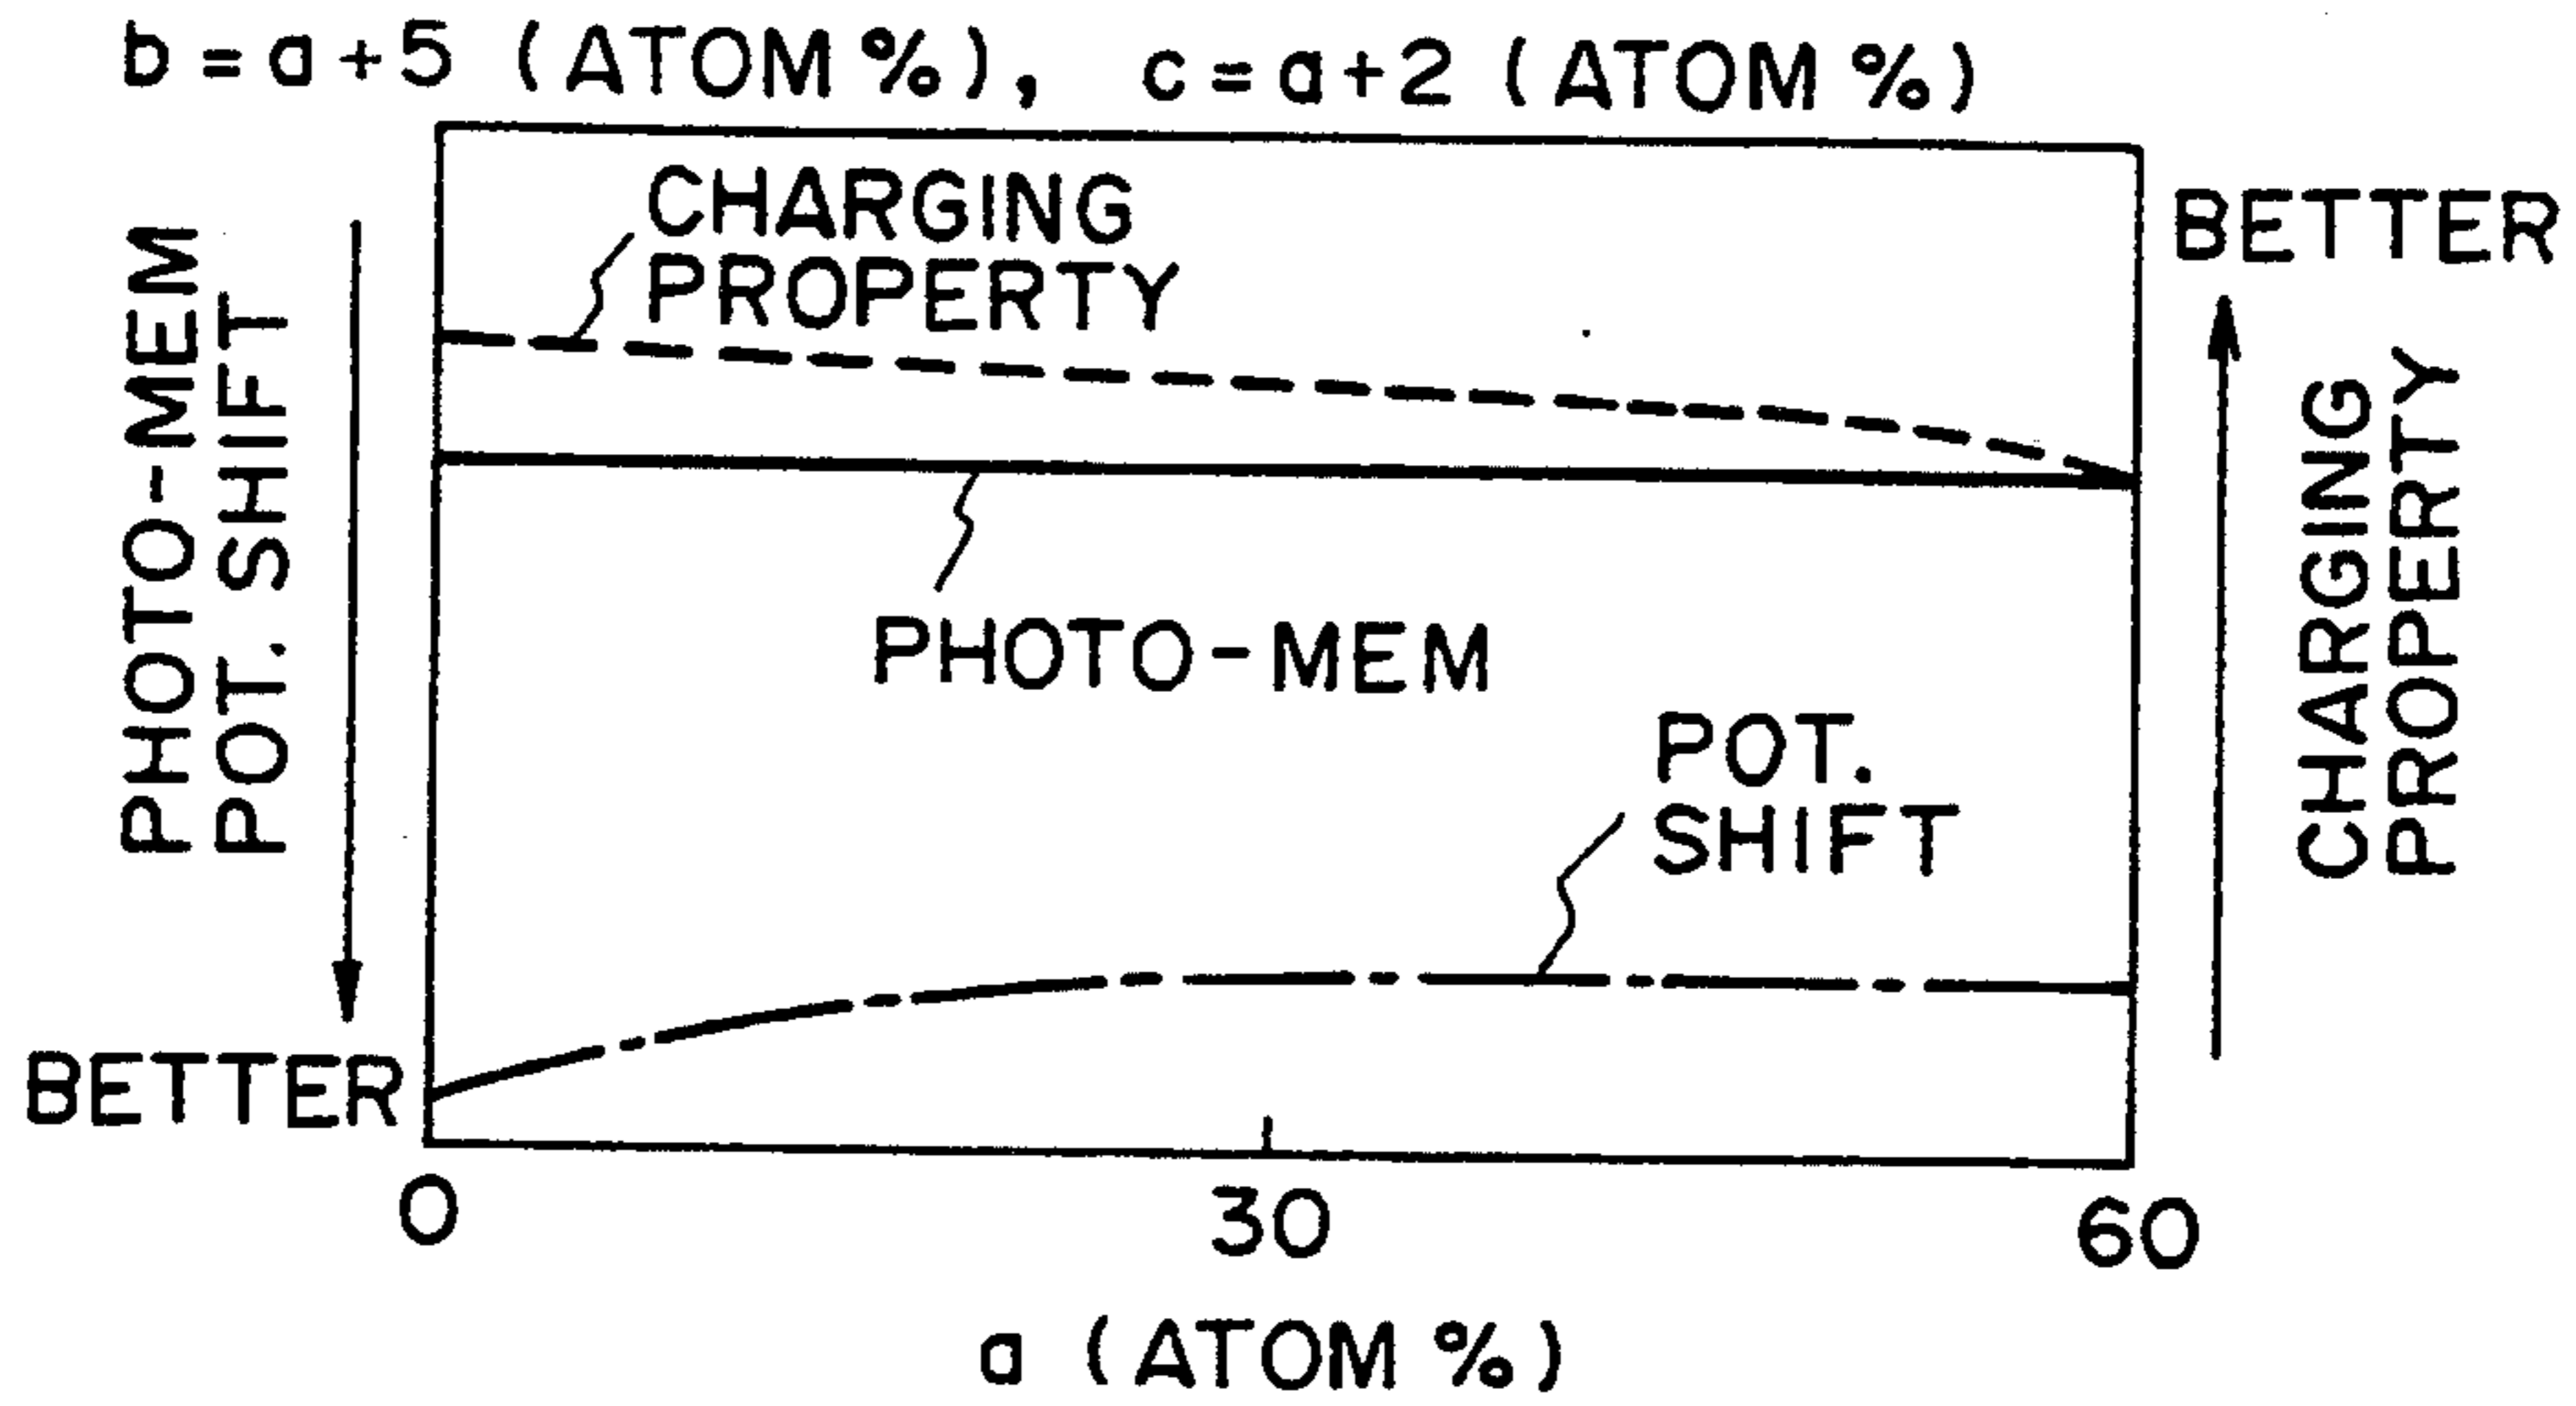 b = a + 5 (ATOM %), c = a + 2 (ATOM %)
CHARGING
PROPERTY
PHOTO-MEM
POT.
SHIFT
PHOTO-MEM
POT. SHIFT
BETTER
BETTER
CHARGING
PROPERTY
0
30
60
a (ATOM %)